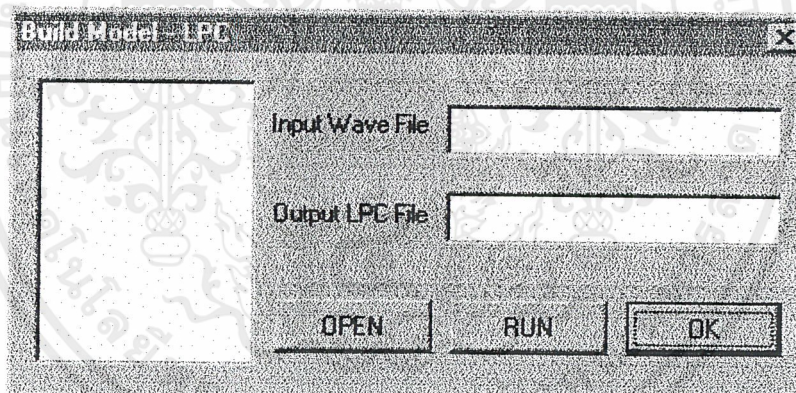 Build Model - LPC
Input Wave File
Output LPC File
OPEN
RUN
OK